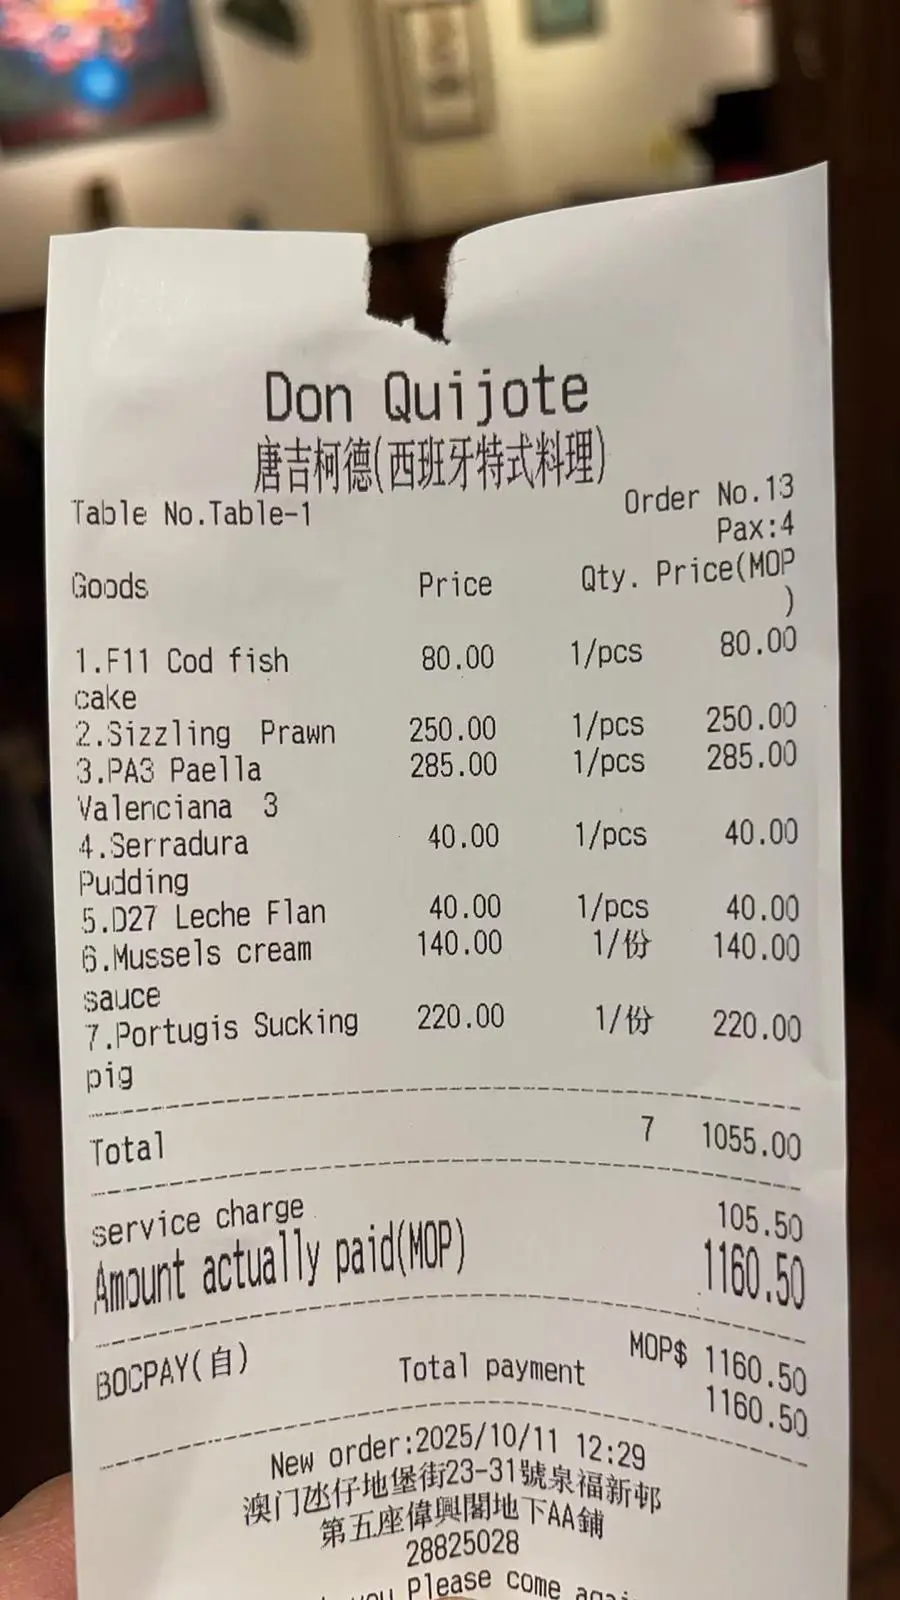 Don Quijote
唐吉柯德(西班牙特式料理)
Table No.Table-1 Order No.13
Pax:4
Goods Price Qty. Price(MOP
)
1.F11 Cod fish 80.00 1/pcs 80.00
cake
2.Sizzling Prawn 250.00 1/pcs 250.00
3.PA3 Paella 285.00 1/pcs 285.00
Valenciana 3
4.Serradura 40.00 1/pcs 40.00
Pudding
5.D27 Leche Flan 40.00 1/pcs 40.00
6.Mussels cream 140.00 1/份 140.00
sauce
7.Portugis Sucking 220.00 1/份 220.00
pig
Total 7 1055.00
service charge 105.50
Amount actually paid(MOP) 1160.50
BOCPAY(自) MOP$ 1160.50
Total payment 1160.50
New order:2025/10/11 12:29
澳门氹仔地堡街23-31號泉福新邨
第五座偉興閣地下AA鋪
28825028
you Please come